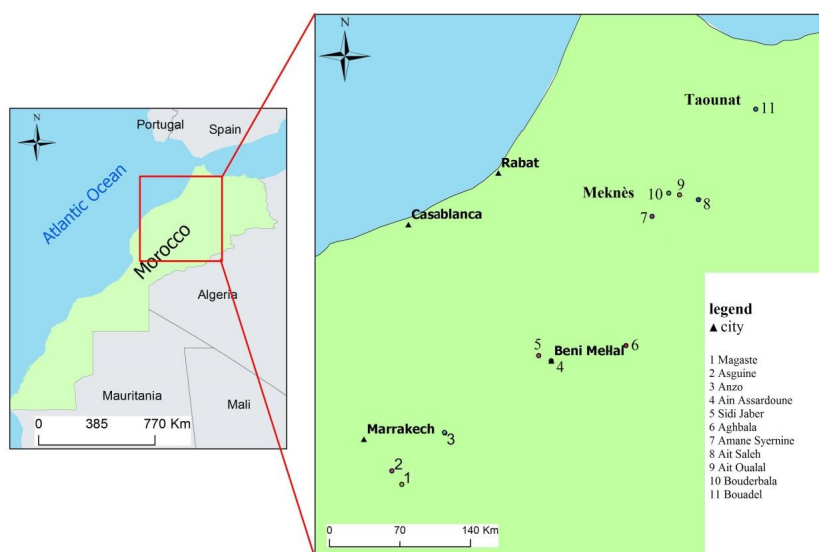 N
Portugal
Spain
Atlantic Ocean
Morocco
Algeria
Mauritania
Mali
0 385 770 Km
N
Taounat
11
Rabat
Meknès
10
9
8
7
Casablanca
5
Beni Mellal
6
4
Marrakech
3
2
1
0 70 140 Km
legend
▲ city
1 Magaste
2 Asguine
3 Anzo
4 Ain Assardoune
5 Sidi Jaber
6 Aghbala
7 Amane Syernine
8 Ait Saleh
9 Ait Oualal
10 Bouderbala
11 Bouadel